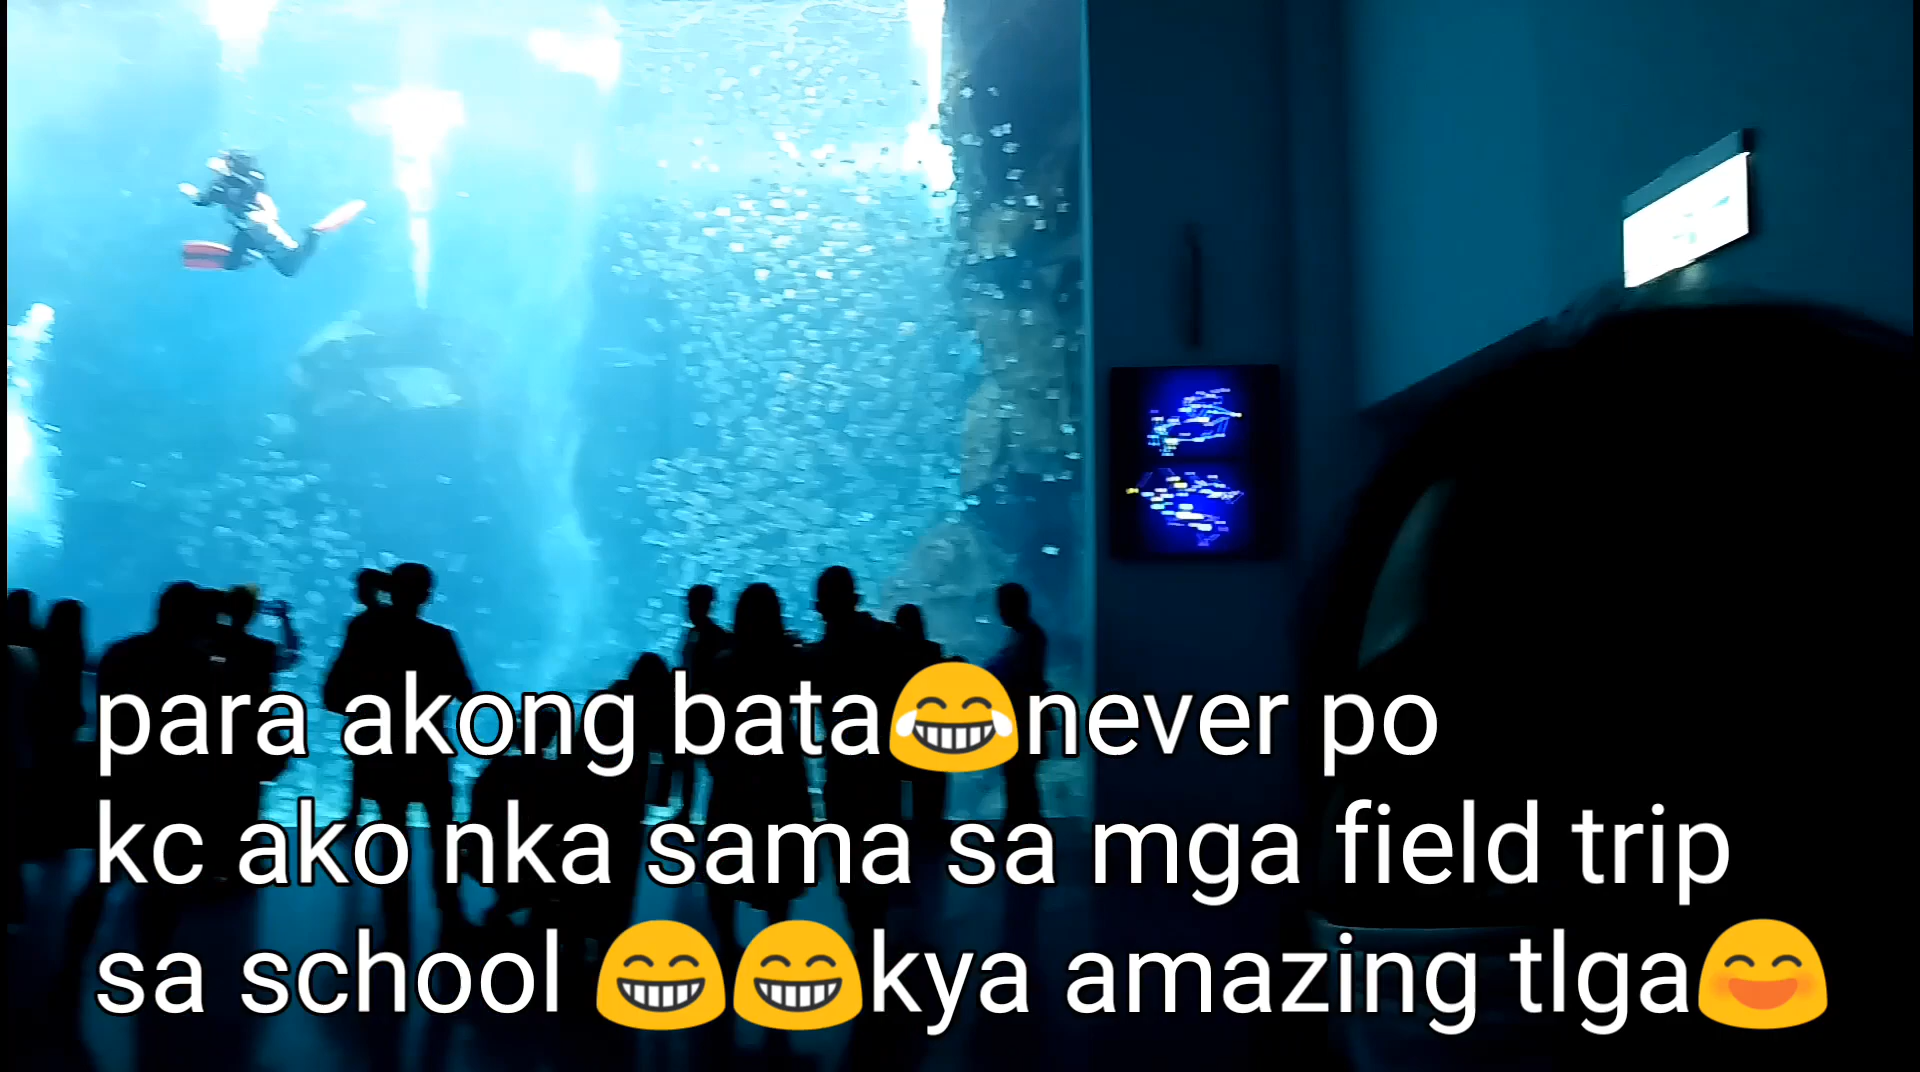 para akong bata😂never po
kc ako nka sama sa mga field trip
sa school 😁😁kya amazing tlga😄